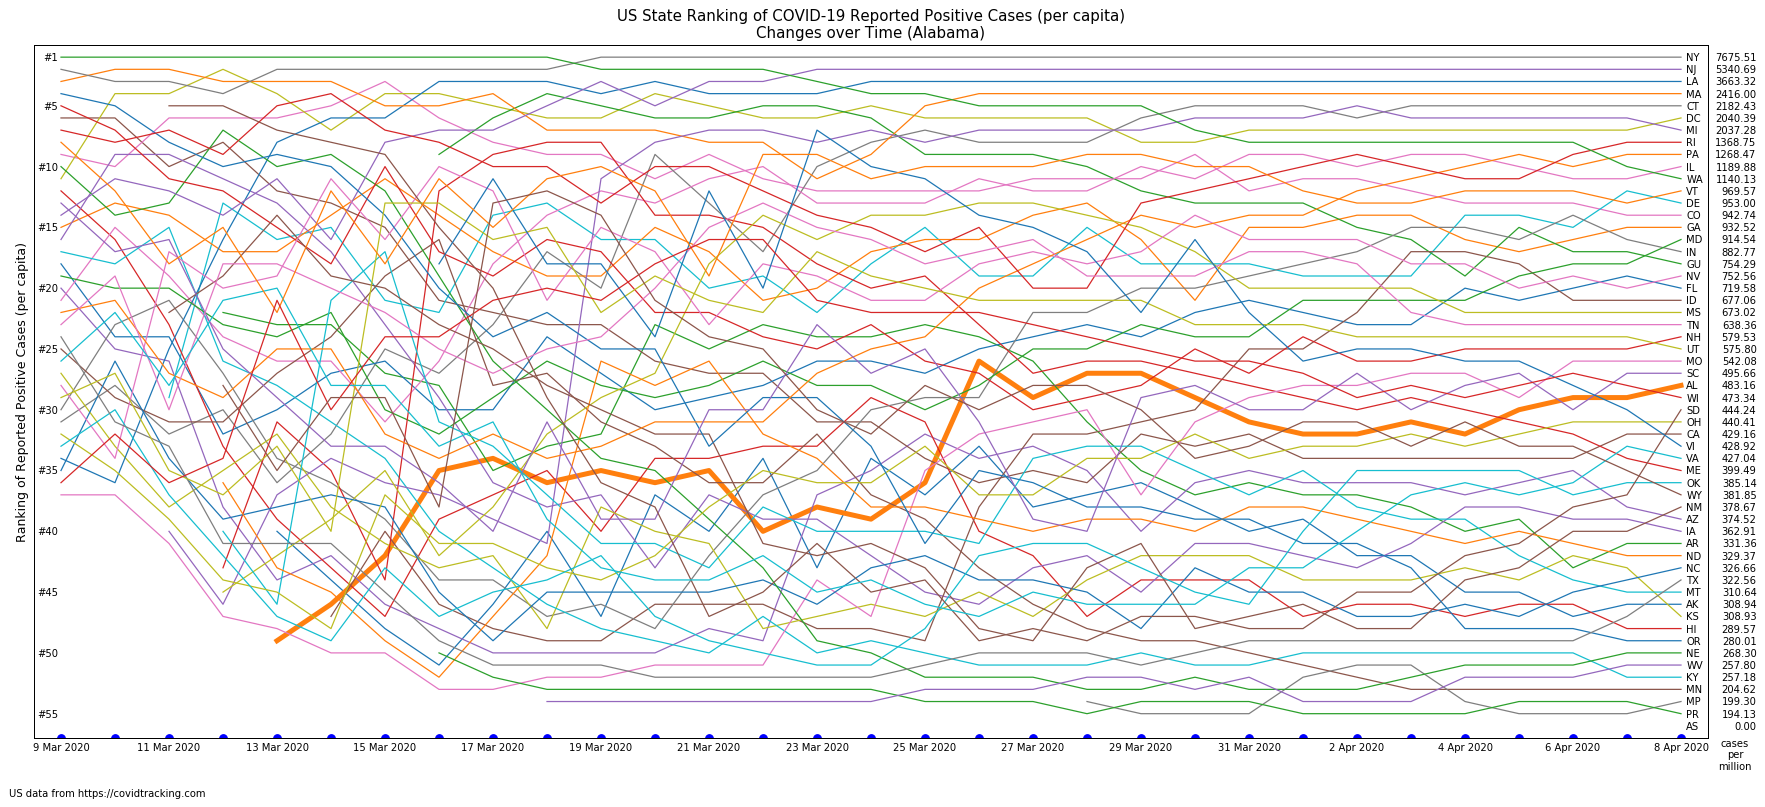 US State Ranking of COVID-19 Reported Positive Cases (per capita)
Changes over Time (Alabama)
Ranking of Reported Positive Cases (per capita)
#1
#5
#10
#15
#20
#25
#30
#35
#40
#45
#50
#55
NY 7675.51
NJ 5340.69
LA 3663.32
MA 2416.00
CT 2182.43
DC 2040.39
MI 2037.28
RI 1368.75
PA 1268.47
IL 1189.88
WA 1140.13
VT 969.57
DE 953.00
CO 942.74
GA 932.52
MD 914.54
IN 882.77
GU 754.29
NV 752.56
FL 719.58
ID 677.06
MS 673.02
TN 638.36
NH 579.53
UT 575.80
MO 542.08
SC 495.66
AL 483.16
WI 473.34
SD 444.24
OH 440.41
CA 429.16
VI 428.92
VA 427.04
ME 399.49
OK 385.14
WY 381.85
NM 378.67
AZ 374.52
IA 362.91
AR 331.36
ND 329.37
NC 326.66
TX 322.56
MT 310.64
AK 308.94
KS 308.93
HI 289.57
OR 280.01
NE 268.30
WV 257.80
KY 257.18
MN 204.62
MP 199.30
PR 194.13
AS 0.00
9 Mar 2020 11 Mar 2020 13 Mar 2020 15 Mar 2020 17 Mar 2020 19 Mar 2020 21 Mar 2020 23 Mar 2020 25 Mar 2020 27 Mar 2020 29 Mar 2020 31 Mar 2020 2 Apr 2020 4 Apr 2020 6 Apr 2020 8 Apr 2020
cases
per
million
US data from https://covidtracking.com